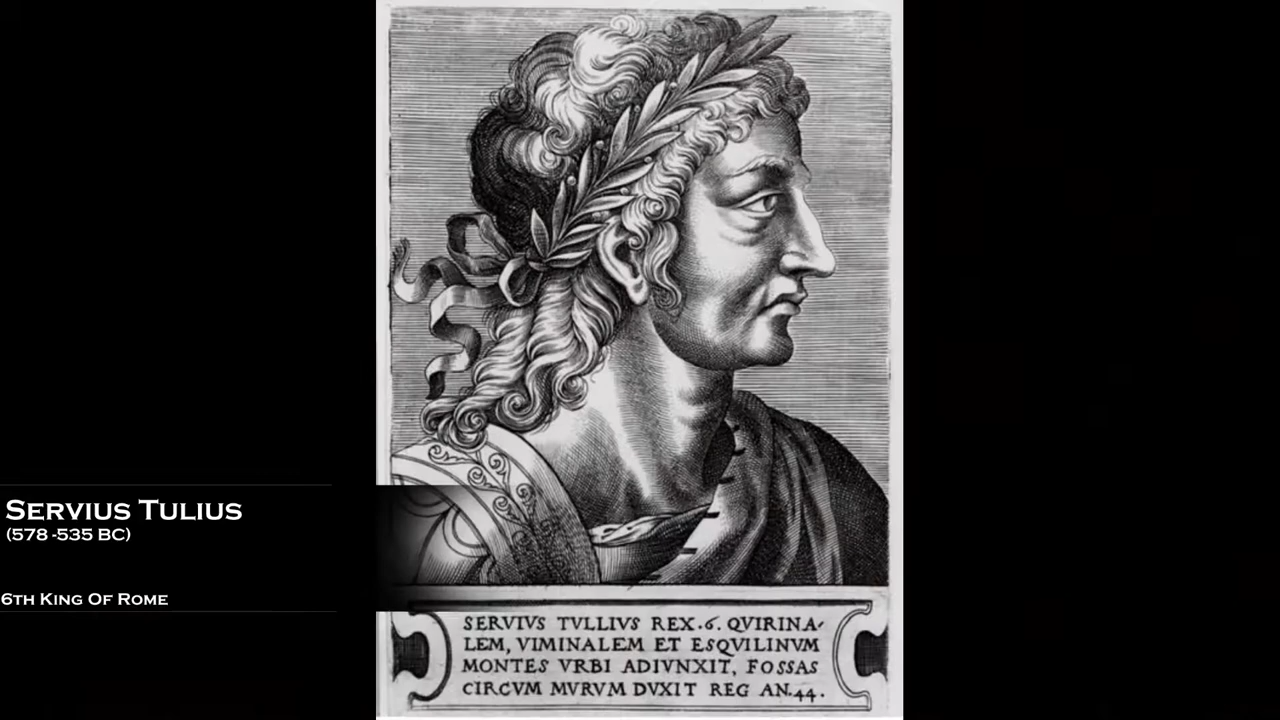 SERVIUS TULIUS
(578 -535 BC)
6TH KING OF ROME
SERVIVS TVLLIVS REX.6. QVIRINA-
LEM, VIMINALEM ET ESQVILINVM
MONTES VRBI ADIVNXIT, FOSSAS
CIRCVM MVRVM DVXIT REG AN.44.